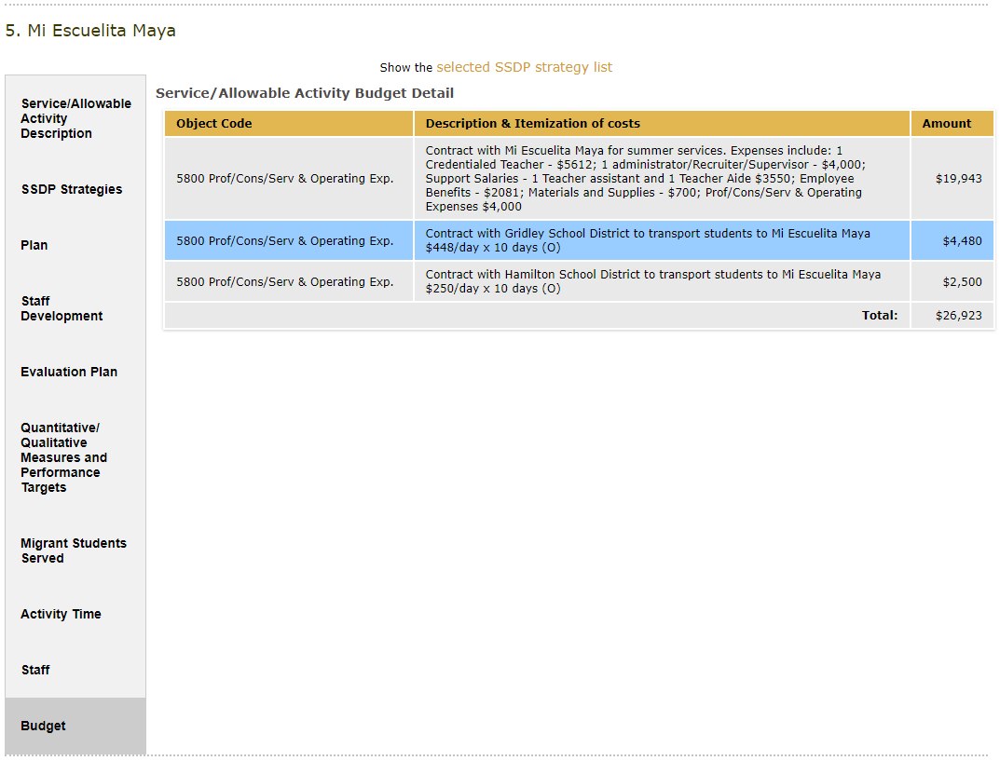 5. Mi Escuelita Maya
Show the selected SSDP strategy list
Service/Allowable
Activity
Description
SSDP Strategies
Plan
Staff
Development
Evaluation Plan
Quantitative/
Qualitative
Measures and
Performance
Targets
Migrant Students
Served
Activity Time
Staff
Budget
Service/Allowable Activity Budget Detail
Object Code Description & Itemization of costs Amount
5800 Prof/Cons/Serv & Operating Exp.
Contract with Mi Escuelita Maya for summer services. Expenses include: 1
Credentialed Teacher - $5612; 1 administrator/Recruiter/Supervisor - $4,000;
Support Salaries - 1 Teacher assistant and 1 Teacher Aide $3550; Employee
Benefits - $2081; Materials and Supplies - $700; Prof/Cons/Serv & Operating
Expenses $4,000
$19,943
5800 Prof/Cons/Serv & Operating Exp.
Contract with Gridley School District to transport students to Mi Escuelita Maya
$448/day x 10 days (O)
$4,480
5800 Prof/Cons/Serv & Operating Exp.
Contract with Hamilton School District to transport students to Mi Escuelita Maya
$250/day x 10 days (O)
$2,500
Total: $26,923